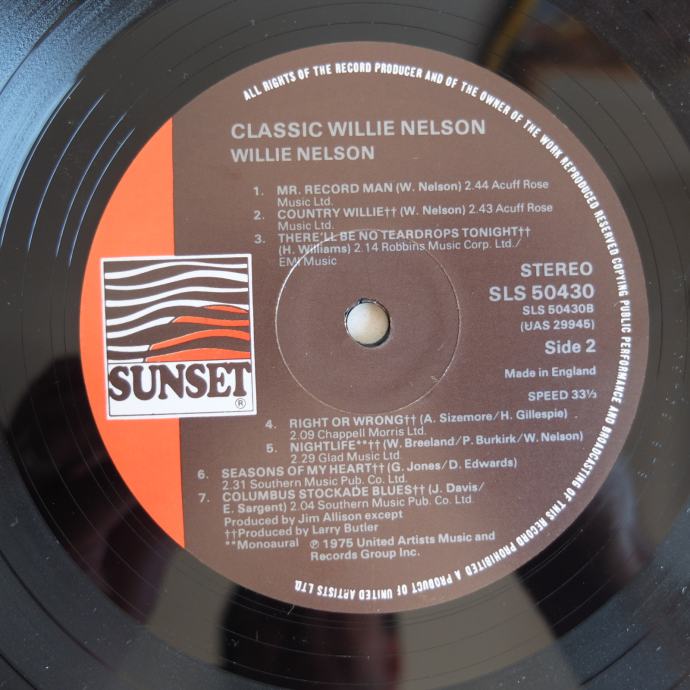 ALL RIGHTS OF THE RECORD PRODUCER AND OF THE OWNER OF THE WORK REPRODUCED RESERVED COPYING PUBLIC PERFORMANCE AND BROADCASTING OF THIS RECORD PROHIBITED A PRODUCT OF UNITED ARTISTS LTD.
CLASSIC WILLIE NELSON
WILLIE NELSON
1. MR. RECORD MAN (W. Nelson) 2.44 Acuff Rose
Music Ltd.
2. COUNTRY WILLIE†† (W. Nelson) 2.43 Acuff Rose
Music Ltd.
3. THERE'LL BE NO TEARDROPS TONIGHT††
(H. Williams) 2.14 Robbins Music Corp. Ltd./
EMI Music
STEREO
SLS 50430
SLS 50430B
(UAS 29945)
Side 2
Made in England
SPEED 33⅓
SUNSET
®
4. RIGHT OR WRONG†† (A. Sizemore/H. Gillespie)
2.09 Chappell Morris Ltd.
5. NIGHTLIFE**†† (W. Breeland/P. Burkirk/W. Nelson)
2 29 Glad Music Ltd.
6. SEASONS OF MY HEART†† (G. Jones/D. Edwards)
2.31 Southern Music Pub. Co. Ltd.
7. COLUMBUS STOCKADE BLUES†† (J. Davis/
E. Sargent) 2.04 Southern Music Pub. Co. Ltd.
Produced by Jim Allison except
††Produced by Larry Butler
**Monoaural ℗ 1975 United Artists Music and
Records Group Inc.